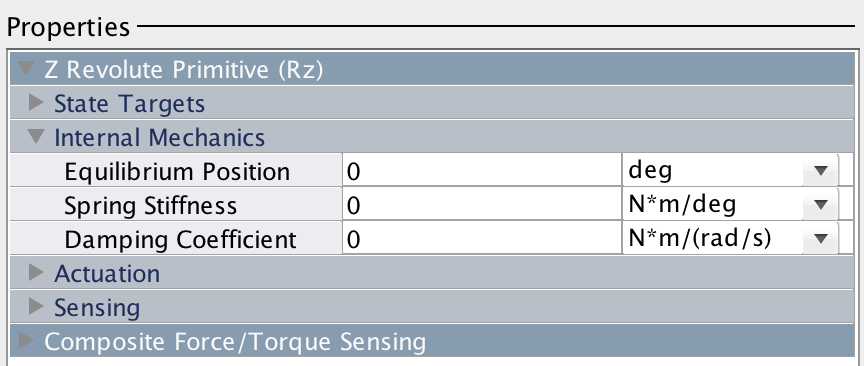 Properties
Z Revolute Primitive (Rz)
State Targets
Internal Mechanics
Equilibrium Position 0 deg
Spring Stiffness 0 N*m/deg
Damping Coefficient 0 N*m/(rad/s)
Actuation
Sensing
Composite Force/Torque Sensing